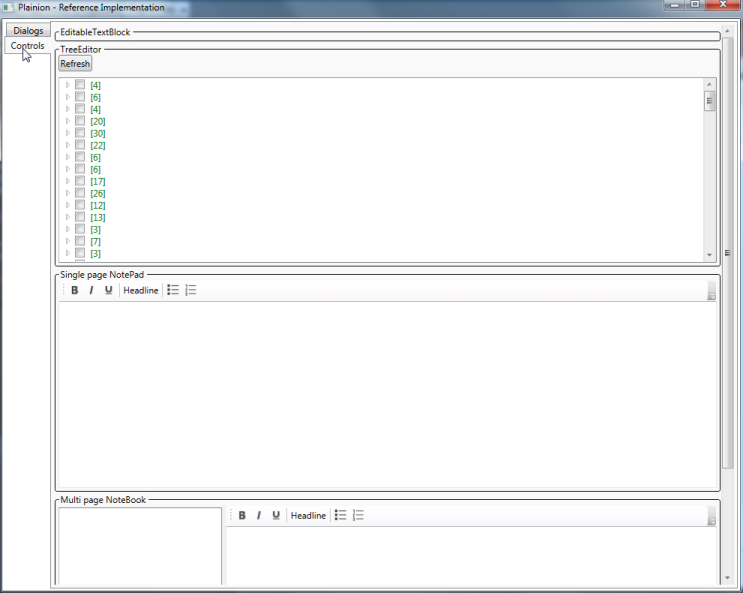 Plainion - Reference Implementation
Dialogs
Controls
EditableTextBlock
TreeEditor
Refresh
[4]
[6]
[4]
[20]
[30]
[22]
[6]
[6]
[17]
[26]
[12]
[13]
[3]
[7]
[3]
Single page NotePad
B I U Headline
Multi page NoteBook
B I U Headline